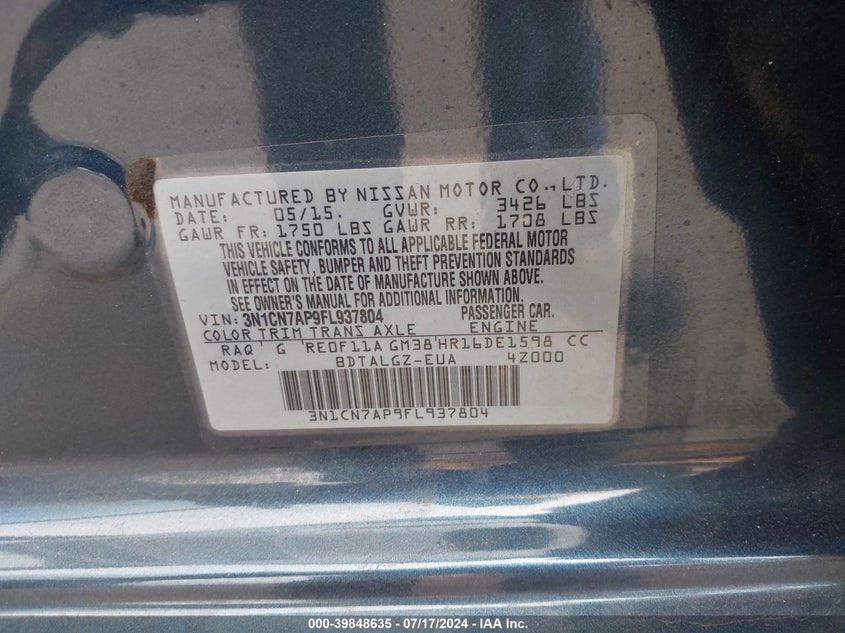 MANUFACTURED BY NISSAN MOTOR CO., LTD.
DATE: 05/15. GVWR: 3426 LBS
GAWR FR: 1750 LBS GAWR RR: 1708 LBS
THIS VEHICLE CONFORMS TO ALL APPLICABLE FEDERAL MOTOR
VEHICLE SAFETY, BUMPER AND THEFT PREVENTION STANDARDS
IN EFFECT ON THE DATE OF MANUFACTURE SHOWN ABOVE.
SEE OWNER'S MANUAL FOR ADDITIONAL INFORMATION.
VIN: 3N1CN7AP9FL937804 PASSENGER CAR.
COLOR TRIM TRANS AXLE ENGINE
RAQ ' G 'RE0F11A GM38'HR16DE1598 CC
MODEL: BDTALGZ-EUA 4Z000
3N1CN7AP9FL937804
000-39848635 - 07/17/2024 - IAA Inc.